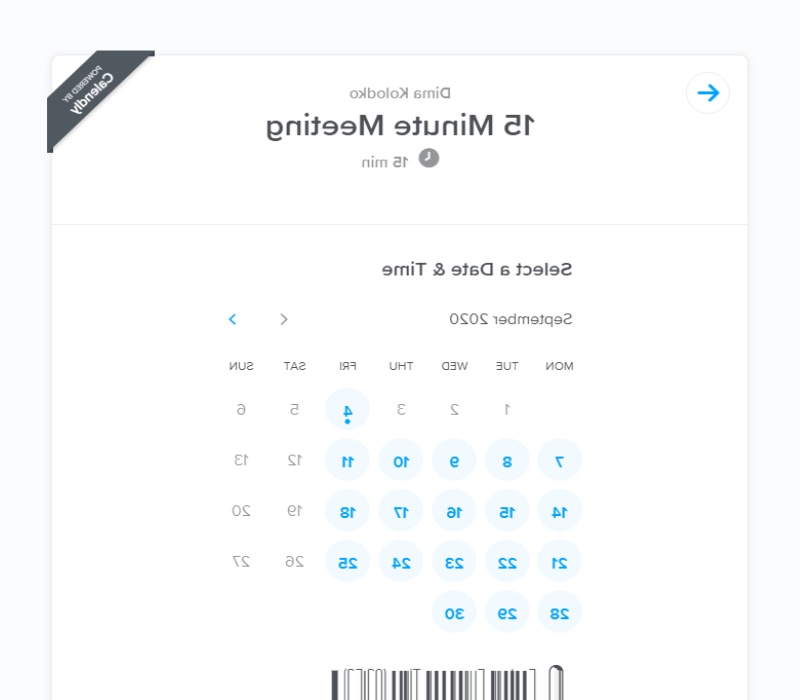 POWERED BY
Calendly
Dima Kolodko
15 Minute Meeting
15 min
Select a Date & Time
September 2020
MON TUE WED THU FRI SAT SUN
1 2 3 4 5 6
7 8 9 10 11 12 13
14 15 16 17 18 19 20
21 22 23 24 25 26 27
28 29 30